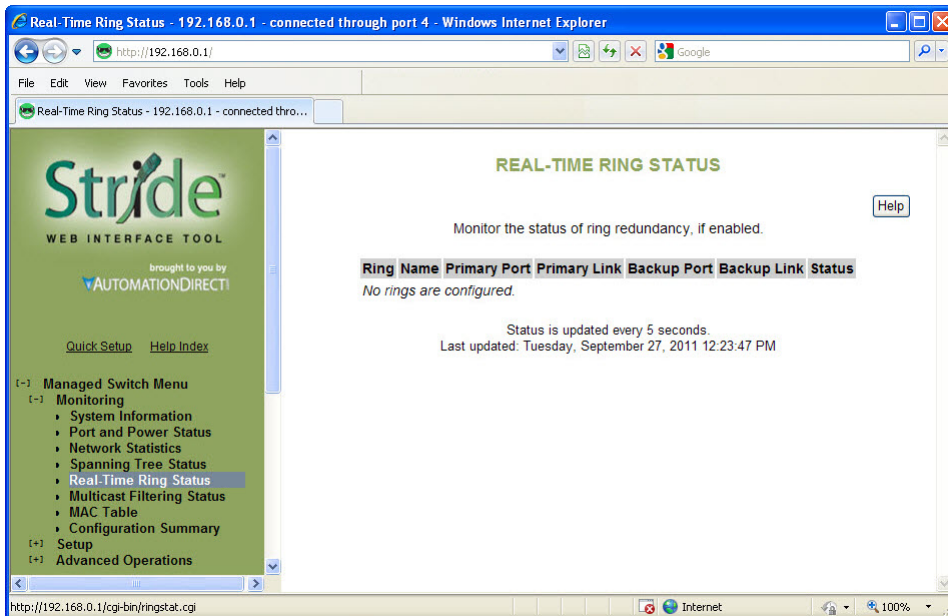 Real-Time Ring Status - 192.168.0.1 - connected through port 4 - Windows Internet Explorer
http://192.168.0.1/
Google
File Edit View Favorites Tools Help
Real-Time Ring Status - 192.168.0.1 - connected thro...
Stride™
WEB INTERFACE TOOL
brought to you by
AUTOMATIONDIRECT
Quick Setup Help Index
[-] Managed Switch Menu
[-] Monitoring
System Information
Port and Power Status
Network Statistics
Spanning Tree Status
Real-Time Ring Status
Multicast Filtering Status
MAC Table
Configuration Summary
[+] Setup
[+] Advanced Operations
REAL-TIME RING STATUS
Help
Monitor the status of ring redundancy, if enabled.
Ring Name Primary Port Primary Link Backup Port Backup Link Status
No rings are configured.
Status is updated every 5 seconds.
Last updated: Tuesday, September 27, 2011 12:23:47 PM
http://192.168.0.1/cgi-bin/ringstat.cgi
Internet
100%